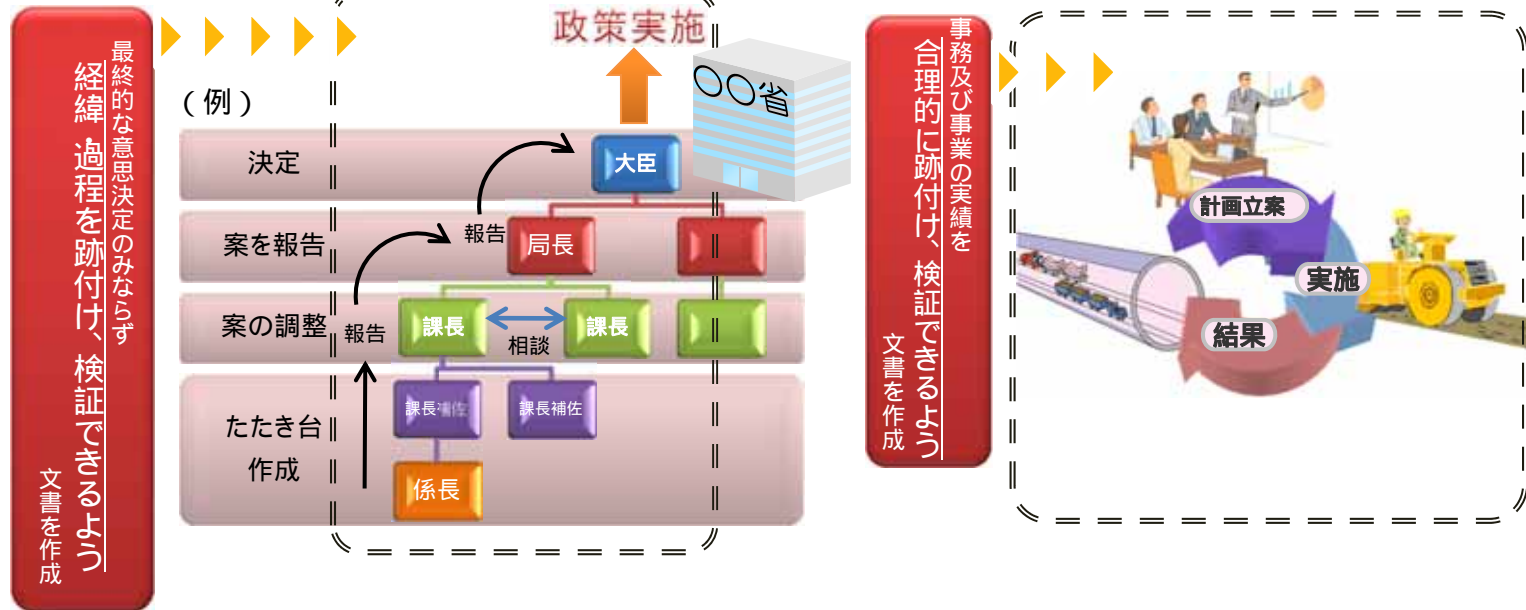 最終的な意思決定のみならず
経緯 過程を跡付け、検証できるよう
文書を作成
(例)
政策実施
○○省
決定
大臣
案を報告
報告
局長
案の調整
報告
課長
相談
課長
たたき台
作成
課長補佐
課長補佐
係長
事務及び事業の実績を
合理的に跡付け、検証できるよう
文書を作成
計画立案
実施
結果